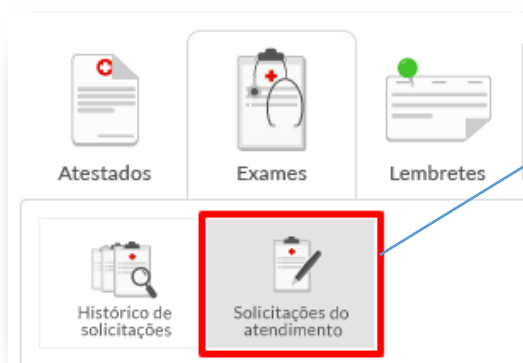 Atestados
Exames
Lembretes
Histórico de
solicitações
Solicitações do
atendimento